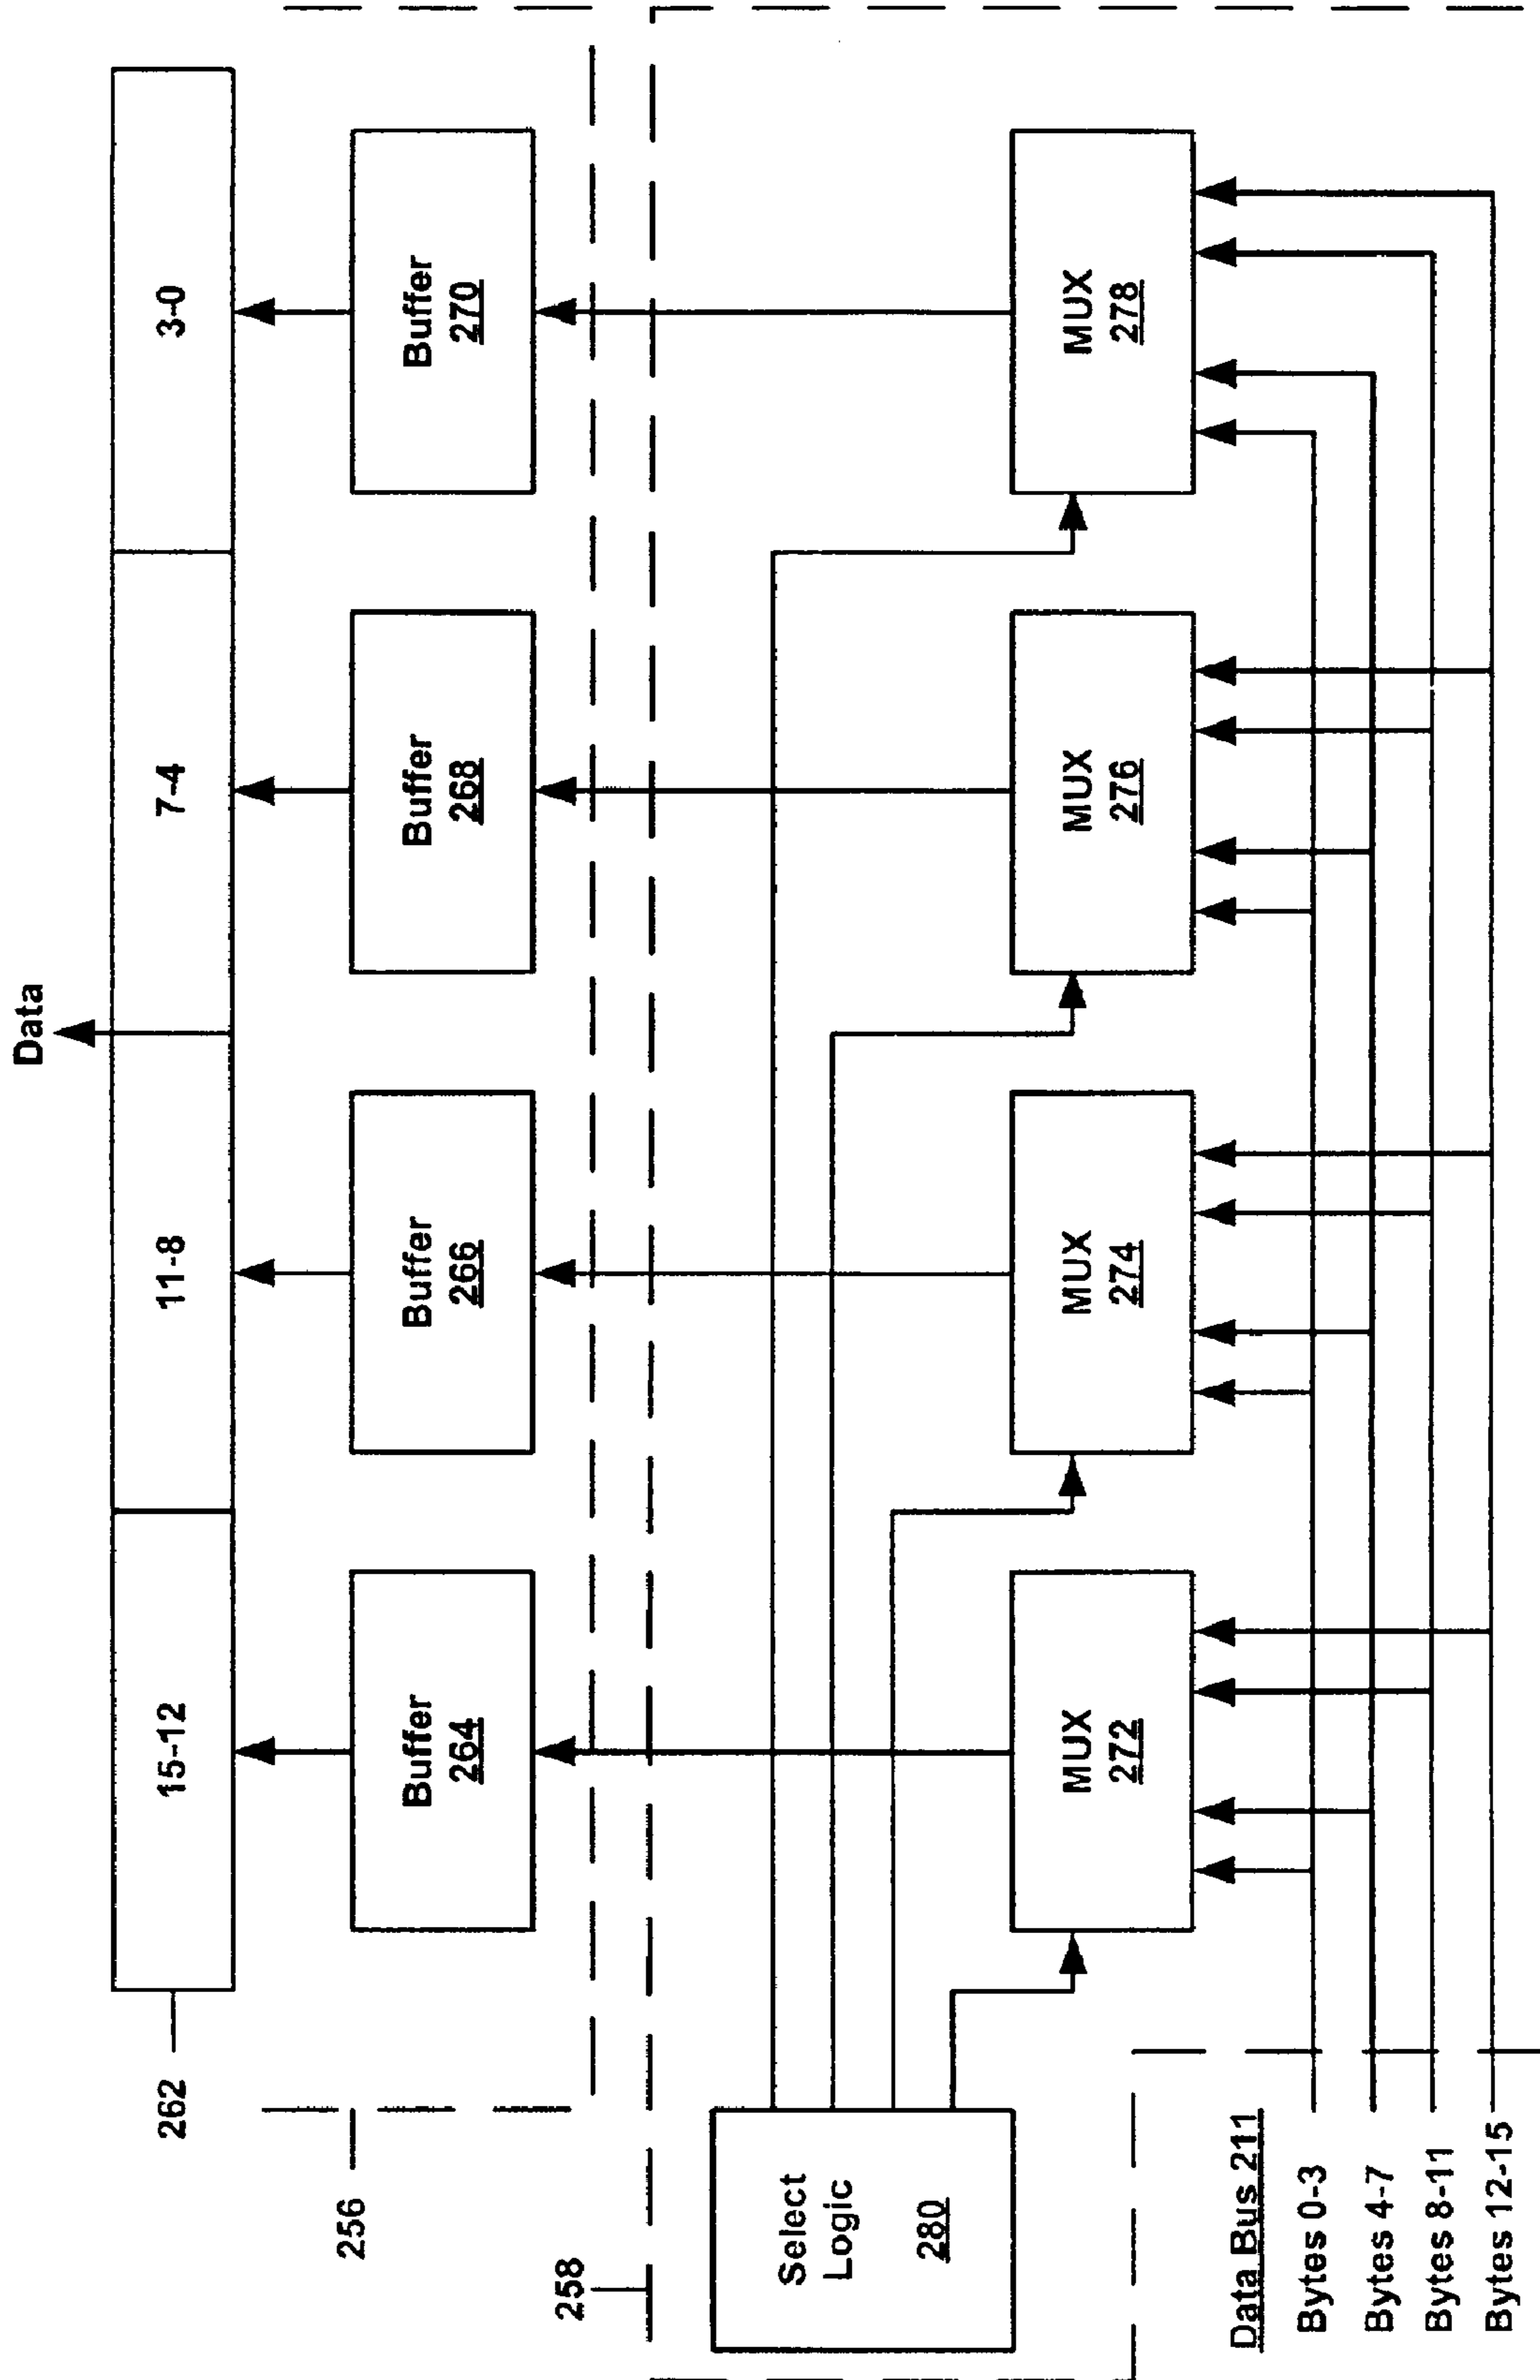 Data
15-12
11-8
7-4
3-0
262
256
Buffer
264
Buffer
266
Buffer
268
Buffer
270
258
Select
Logic
280
MUX
272
MUX
274
MUX
276
MUX
278
Data Bus 211
Bytes 0-3
Bytes 4-7
Bytes 8-11
Bytes 12-15